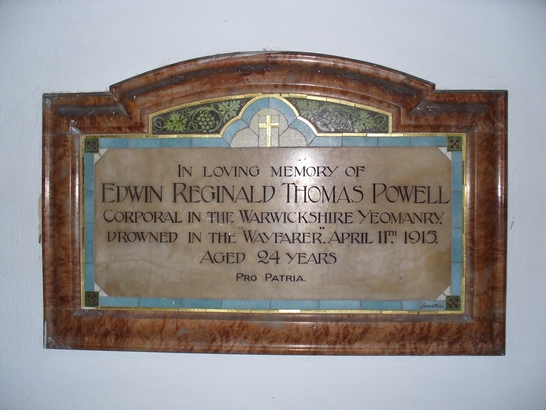 IN LOVING MEMORY OF
EDWIN REGINALD THOMAS POWELL
CORPORAL IN THE WARWICKSHIRE YEOMANRY.
DROWNED IN THE "WAYFARER". APRIL 11TH 1915.
AGED 24 YEARS
PRO PATRIA.